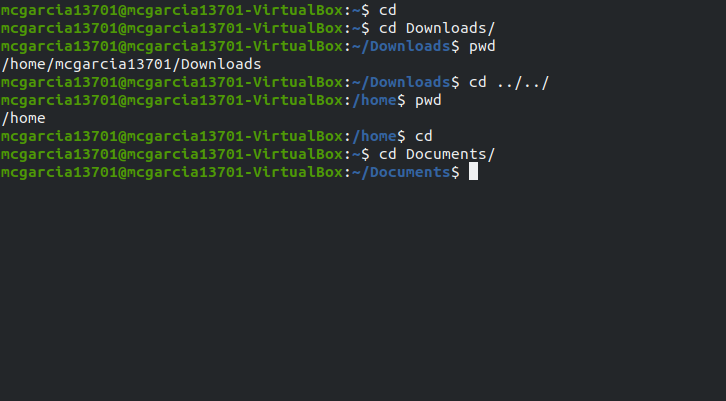 mcgarcia13701@mcgarcia13701-VirtualBox:~$ cd
mcgarcia13701@mcgarcia13701-VirtualBox:~$ cd Downloads/
mcgarcia13701@mcgarcia13701-VirtualBox:~/Downloads$ pwd
/home/mcgarcia13701/Downloads
mcgarcia13701@mcgarcia13701-VirtualBox:~/Downloads$ cd ../../
mcgarcia13701@mcgarcia13701-VirtualBox:/home$ pwd
/home
mcgarcia13701@mcgarcia13701-VirtualBox:/home$ cd
mcgarcia13701@mcgarcia13701-VirtualBox:~$ cd Documents/
mcgarcia13701@mcgarcia13701-VirtualBox:~/Documents$